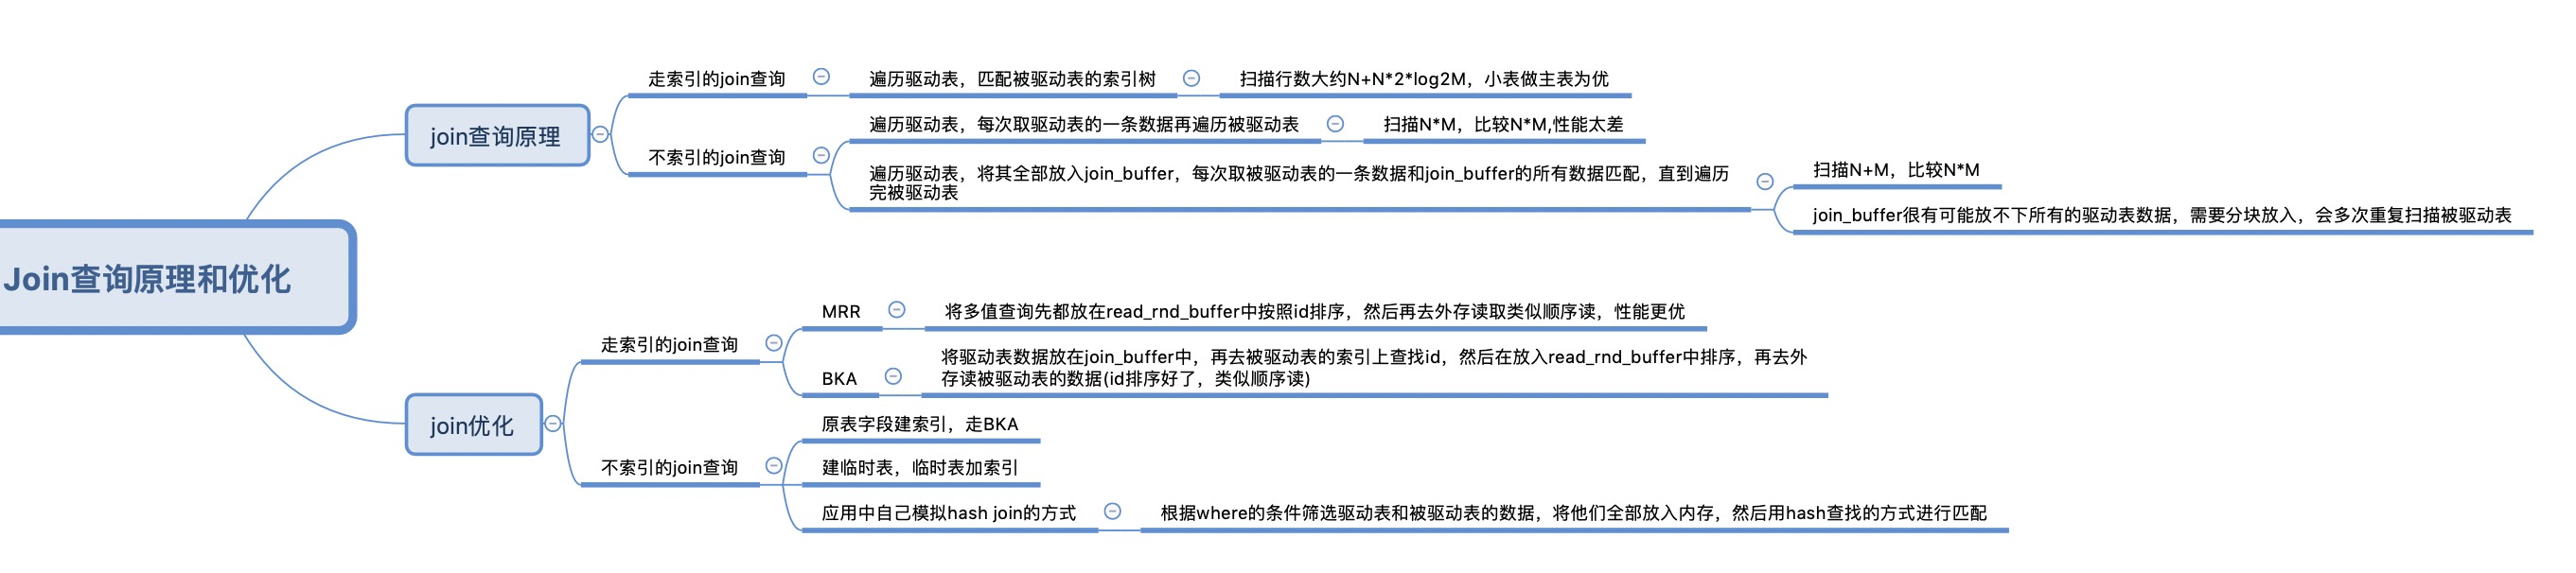 Join查询原理和优化
join查询原理
走索引的join查询
遍历驱动表，匹配被驱动表的索引树
扫描行数大约N+N*2*log2M，小表做主表为优
不索引的join查询
遍历驱动表，每次取驱动表的一条数据再遍历被驱动表
扫描N*M，比较N*M,性能太差
遍历驱动表，将其全部放入join_buffer，每次取被驱动表的一条数据和join_buffer的所有数据匹配，直到遍历
完被驱动表
扫描N+M，比较N*M
join_buffer很有可能放不下所有的驱动表数据，需要分块放入，会多次重复扫描被驱动表
join优化
走索引的join查询
MRR
将多值查询先都放在read_rnd_buffer中按照id排序，然后再去外存读取类似顺序读，性能更优
BKA
将驱动表数据放在join_buffer中，再去被驱动表的索引上查找id，然后在放入read_rnd_buffer中排序，再去外
存读被驱动表的数据(id排序好了，类似顺序读)
不索引的join查询
原表字段建索引，走BKA
建临时表，临时表加索引
应用中自己模拟hash join的方式
根据where的条件筛选驱动表和被驱动表的数据，将他们全部放入内存，然后用hash查找的方式进行匹配